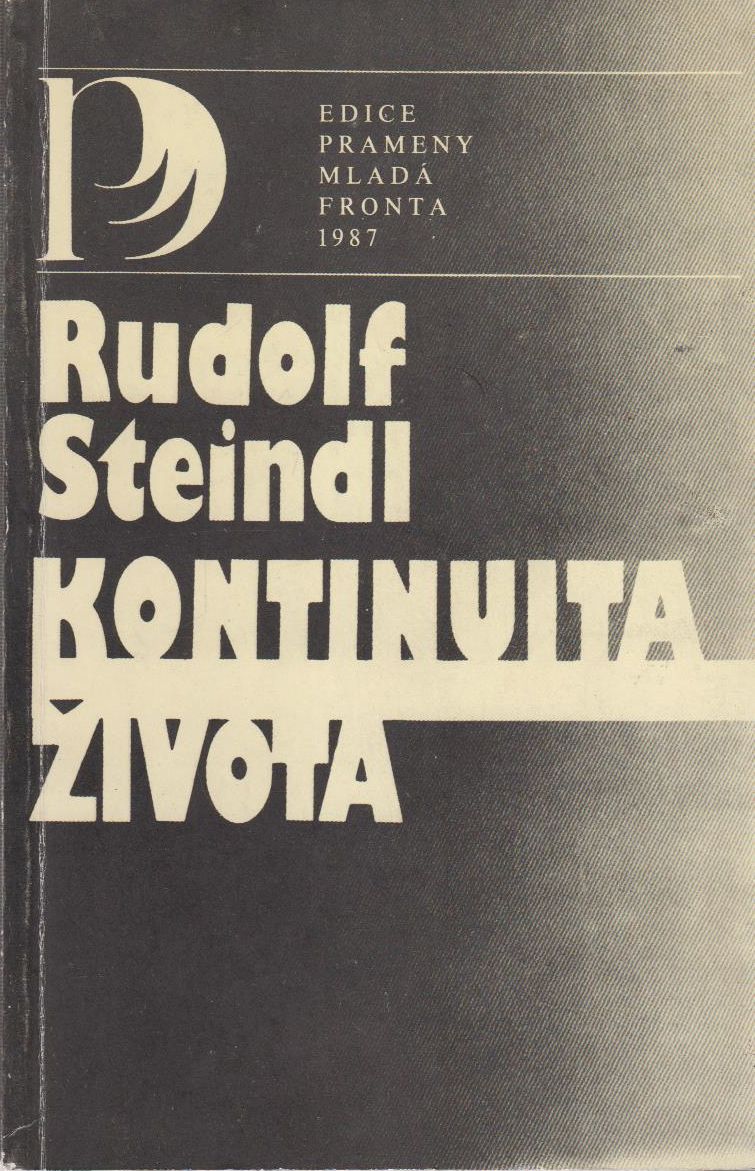 P
EDICE
PRAMENY
MLADÁ
FRONTA
1987
Rudolf
Steindl
KONTINUITA
ŽIVOTA